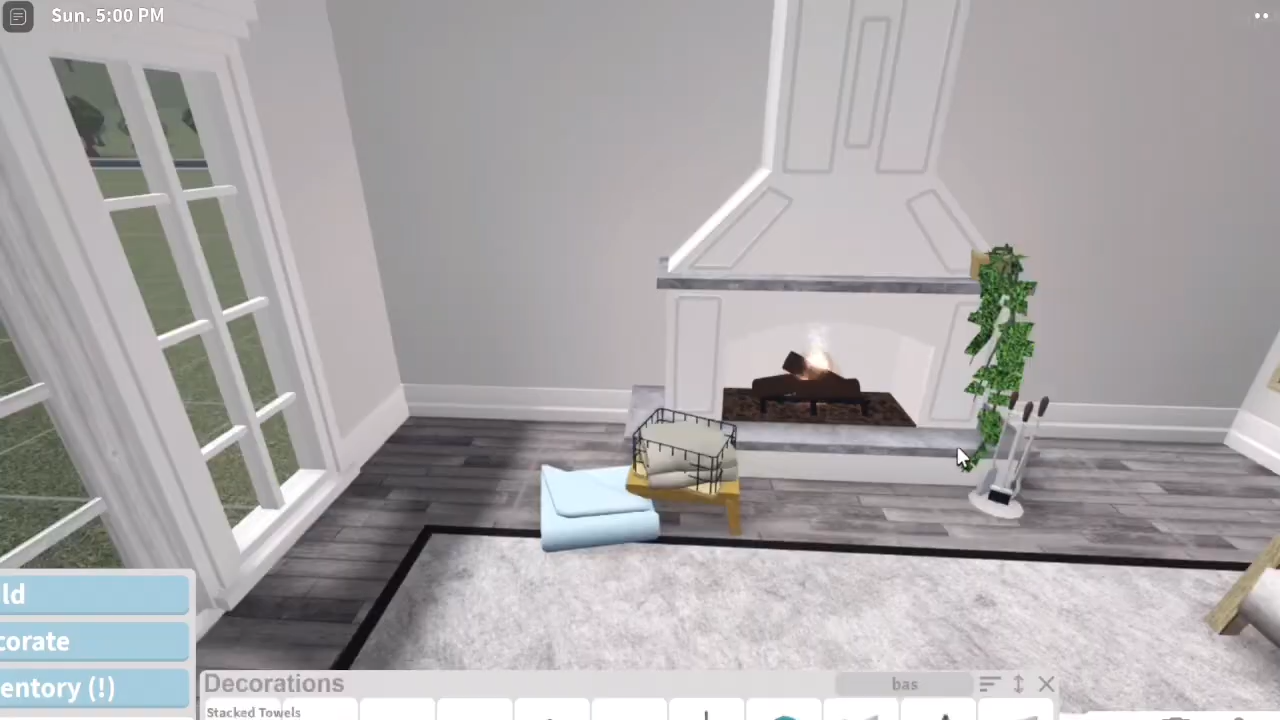 Sun. 5:00 PM
ld
corate
entory (!)
Decorations
bas
Stacked Towels